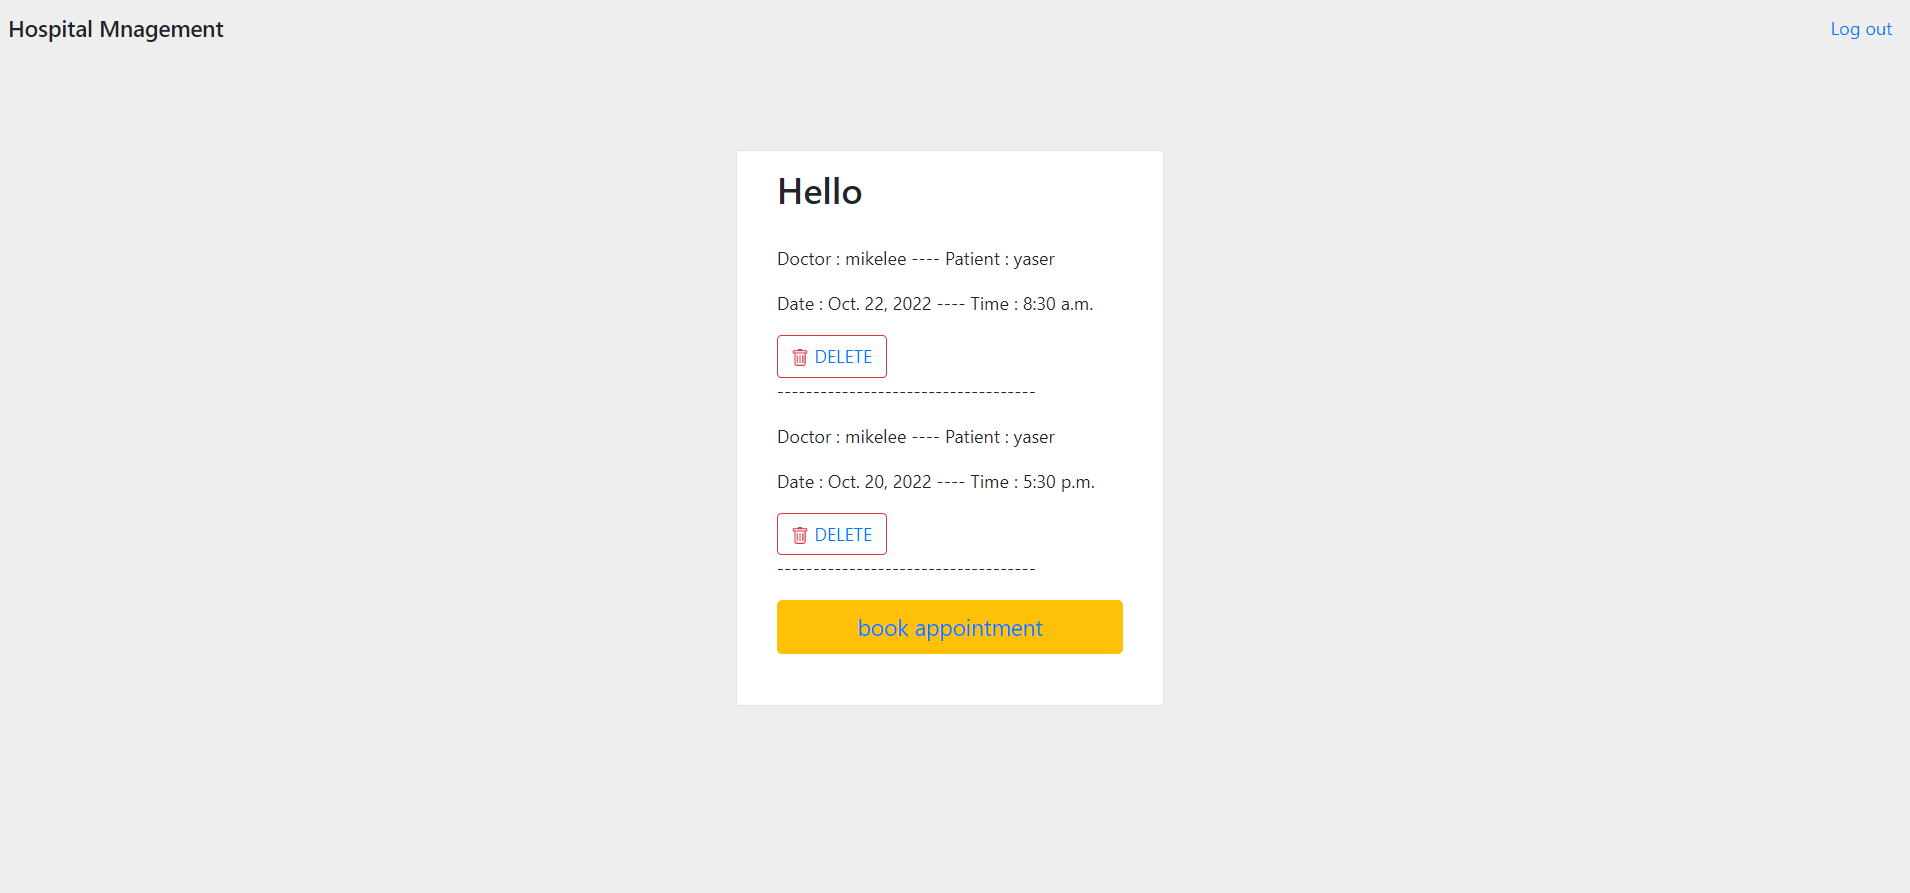 Hospital Mnagement
Log out
Hello
Doctor : mikelee ---- Patient : yaser
Date : Oct. 22, 2022 ---- Time : 8:30 a.m.
DELETE
------------------------------------
Doctor : mikelee ---- Patient : yaser
Date : Oct. 20, 2022 ---- Time : 5:30 p.m.
DELETE
------------------------------------
book appointment